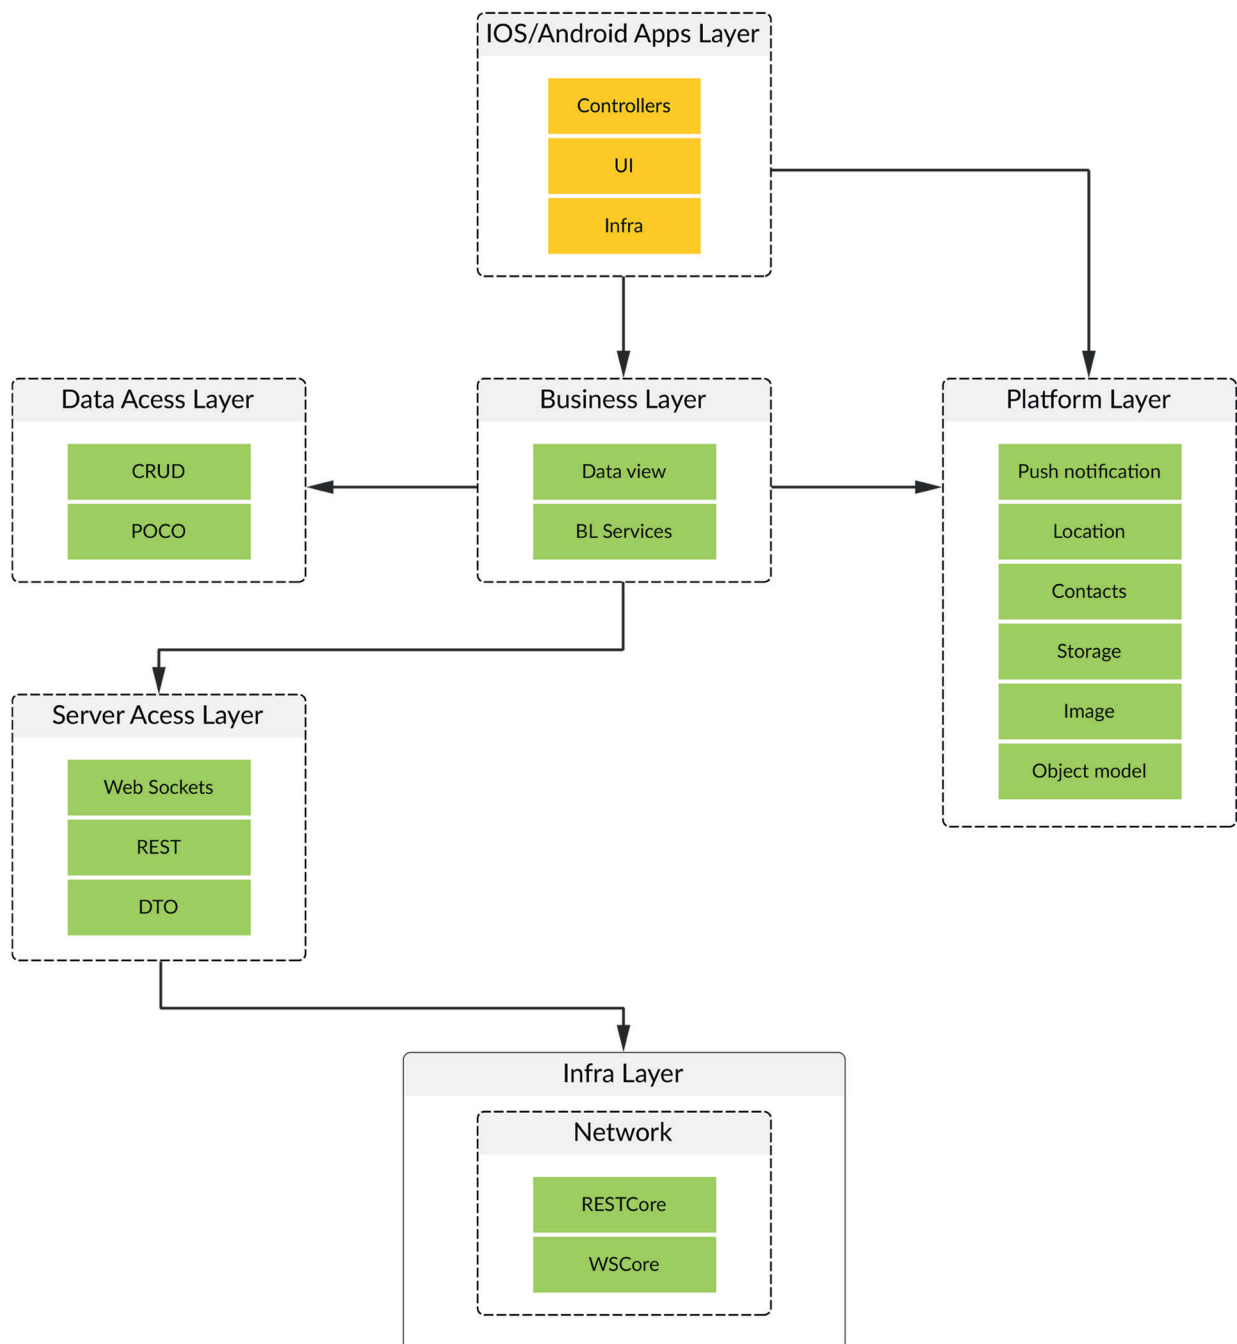 IOS/Android Apps Layer
Controllers
UI
Infra
Data Acess Layer
CRUD
POCO
Business Layer
Data view
BL Services
Platform Layer
Push notification
Location
Contacts
Storage
Image
Object model
Server Acess Layer
Web Sockets
REST
DTO
Infra Layer
Network
RESTCore
WSCore